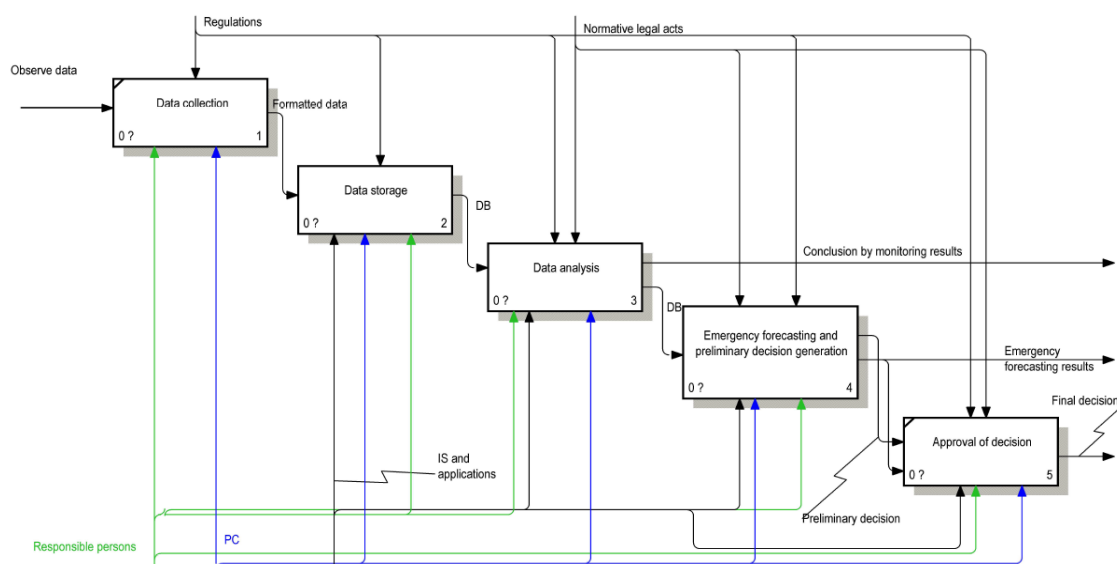 Regulations
Normative legal acts
Observe data
Data collection
Formatted data
0 ?
1
Data storage
DB
0 ?
2
Conclusion by monitoring results
Data analysis
0 ?
3
DB
Emergency forecasting and
preliminary decision generation
0 ?
4
Emergency
forecasting results
Final decision
Approval of decision
0 ?
5
IS and
applications
Preliminary decision
Responsible persons
PC